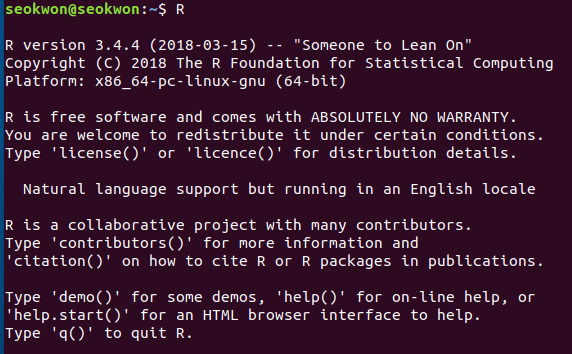 seokwon@seokwon:~$ R
R version 3.4.4 (2018-03-15) -- "Someone to Lean On"
Copyright (C) 2018 The R Foundation for Statistical Computing
Platform: x86_64-pc-linux-gnu (64-bit)
R is free software and comes with ABSOLUTELY NO WARRANTY.
You are welcome to redistribute it under certain conditions.
Type 'license()' or 'licence()' for distribution details.
Natural language support but running in an English locale
R is a collaborative project with many contributors.
Type 'contributors()' for more information and
'citation()' on how to cite R or R packages in publications.
Type 'demo()' for some demos, 'help()' for on-line help, or
'help.start()' for an HTML browser interface to help.
Type 'q()' to quit R.